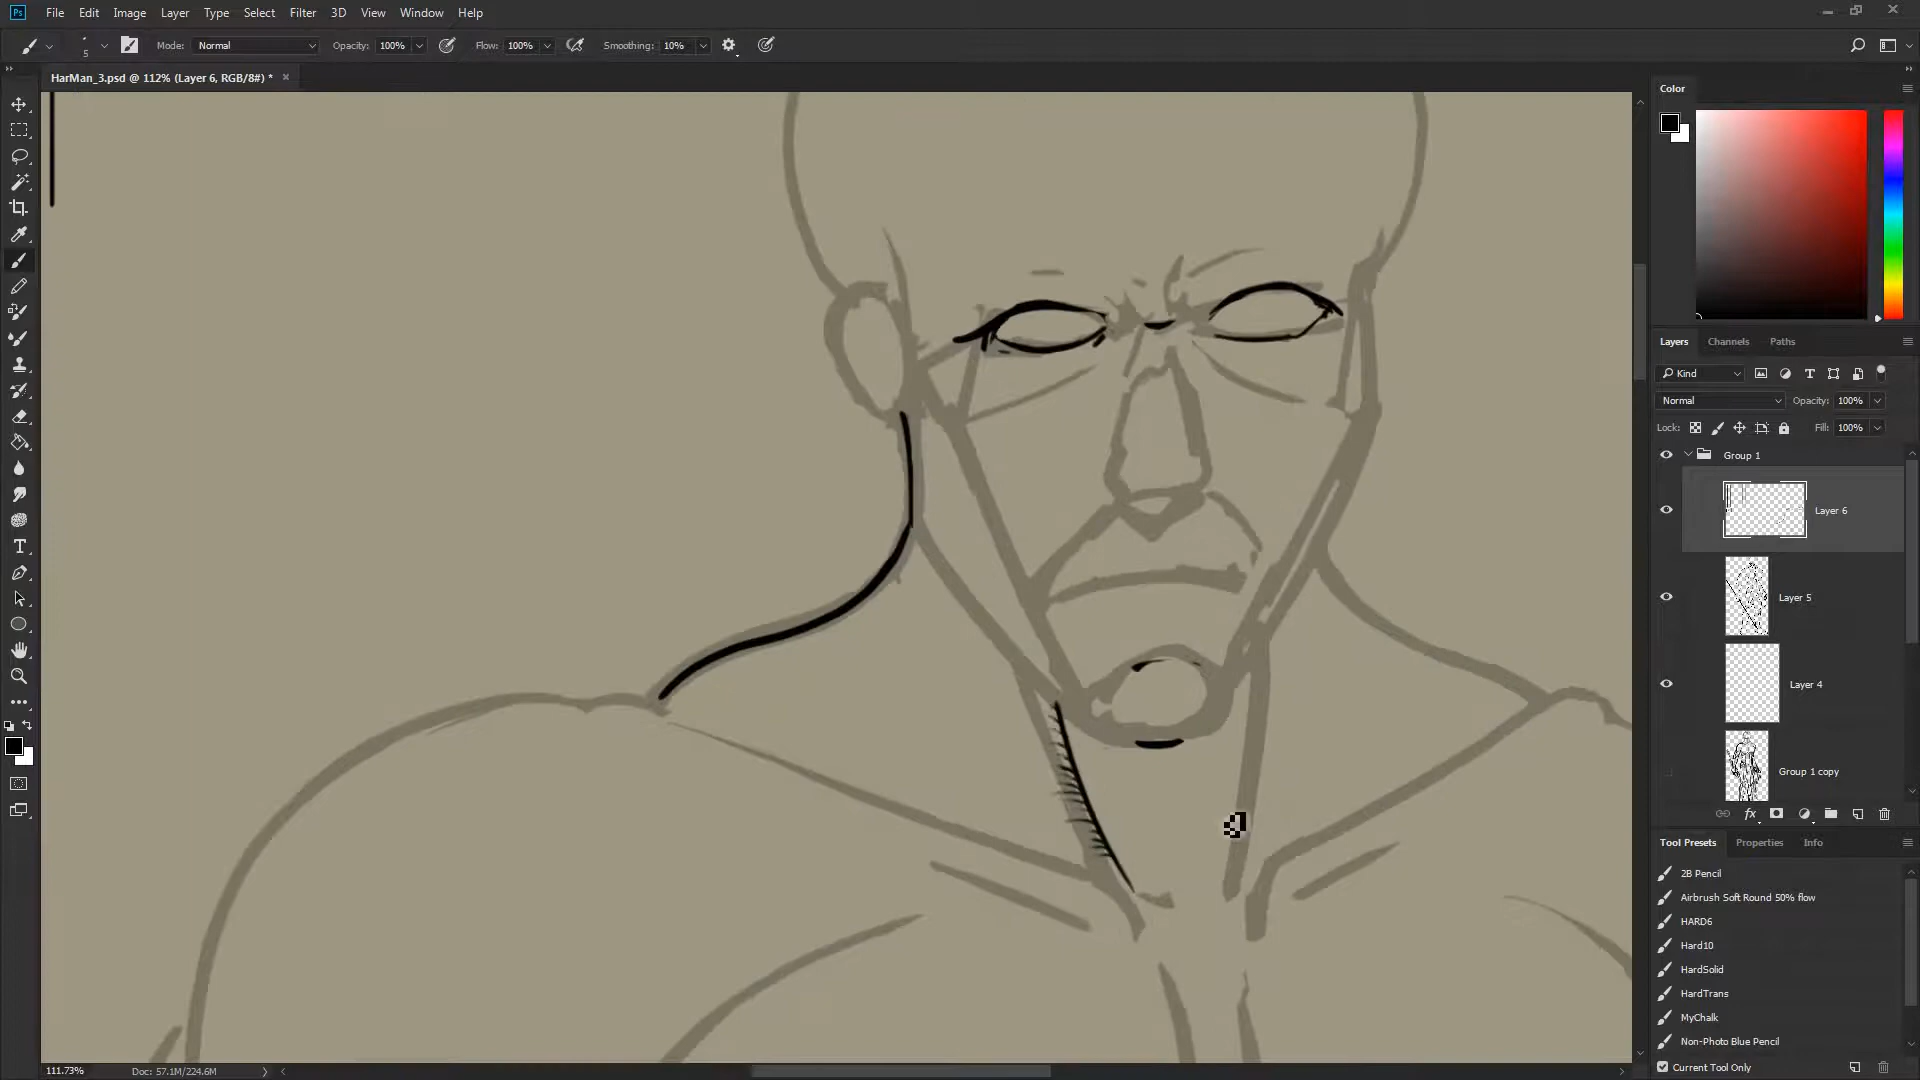 Ps File Edit Image Layer Type Select Filter 3D View Window Help
5 Mode: Normal Opacity: 100% Flow: 100% Smoothing: 10%
HarMan_3.psd @ 112% (Layer 6, RGB/8#) *
Color
Layers Channels Paths
Kind
Normal Opacity: 100%
Lock: Fill: 100%
Group 1
Layer 6
Layer 5
Layer 4
Group 1 copy
fx
Tool Presets Properties Info
2B Pencil
Airbrush Soft Round 50% flow
HARD6
Hard10
HardSolid
HardTrans
MyChalk
Non-Photo Blue Pencil
Current Tool Only
111.73% Doc: 57.1M/224.6M